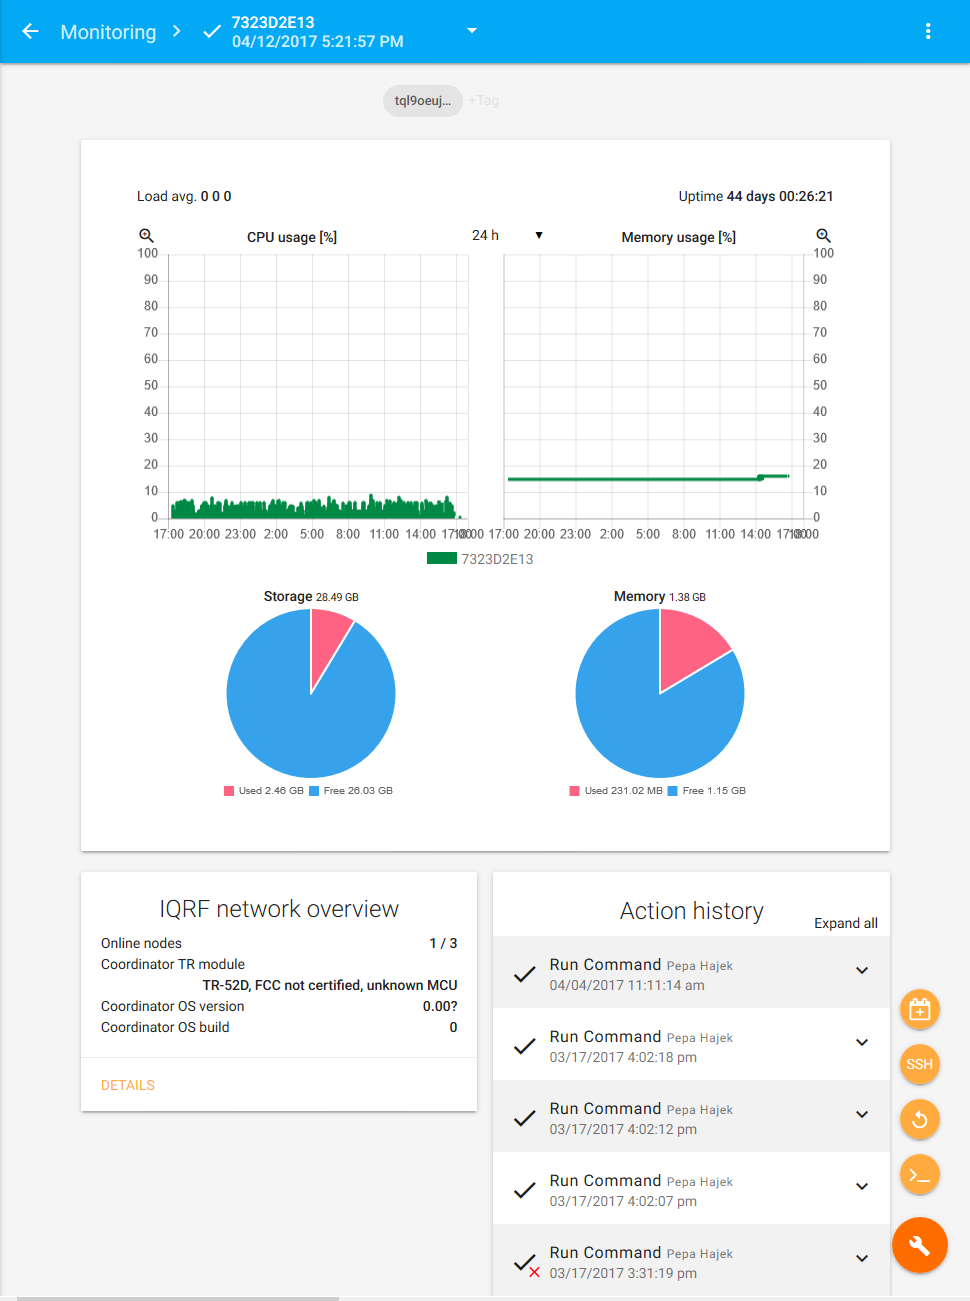 Monitoring
7323D2E13
04/12/2017 5:21:57 PM
tql9oeuj... +Tag
Load avg. 0 0 0
Uptime 44 days 00:26:21
CPU usage [%]
24 h
Memory usage [%]
100
90
80
70
60
50
40
30
20
10
0
17:00 20:00 23:00 2:00 5:00 8:00 11:00 14:00 17:00 18:00
100
90
80
70
60
50
40
30
20
10
0
17:00 20:00 23:00 2:00 5:00 8:00 11:00 14:00 17:00 18:00
7323D2E13
Storage 28.49 GB
Used 2.46 GB Free 26.03 GB
Memory 1.38 GB
Used 231.02 MB Free 1.15 GB
IQRF network overview
Online nodes 1 / 3
Coordinator TR module
TR-52D, FCC not certified, unknown MCU
Coordinator OS version 0.00?
Coordinator OS build 0
DETAILS
Action history
Expand all
Run Command Pepa Hajek
04/04/2017 11:11:14 am
Run Command Pepa Hajek
03/17/2017 4:02:18 pm
Run Command Pepa Hajek
03/17/2017 4:02:12 pm
Run Command Pepa Hajek
03/17/2017 4:02:07 pm
Run Command Pepa Hajek
03/17/2017 3:31:19 pm
SSH